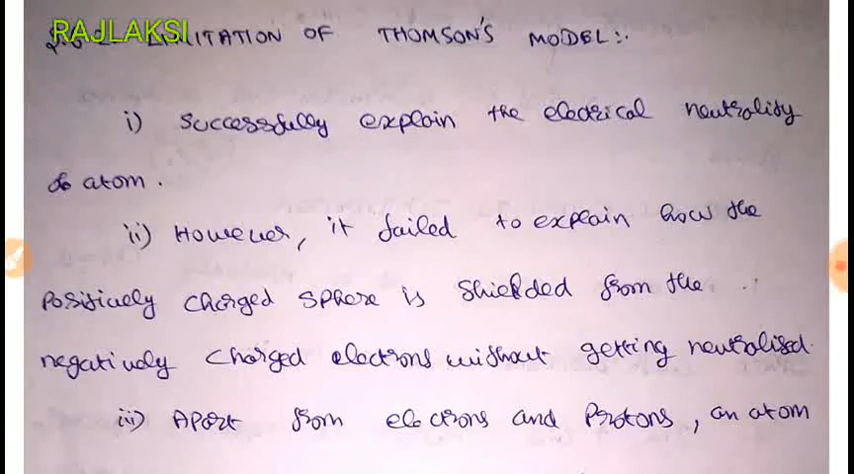 RAJLAKSI
LIMITATION OF THOMSON'S MODEL:.
i) Successfully explain the electrical neutrality
of atom.
ii) However, it failed to explain how the
positively charged sphere is shielded from the
negatively charged electrons without getting neutralised.
iii) Apart from electrons and Protons, an atom